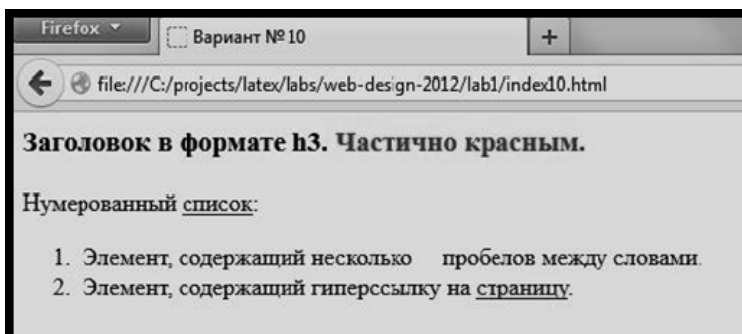 Firefox
Вариант №10
+
file:///C:/projects/latex/labs/web-design-2012/lab1/index10.html
Заголовок в формате h3. Частично красным.
Нумерованный список:
1. Элемент, содержащий несколько    пробелов между словами.
2. Элемент, содержащий гиперссылку на страницу.